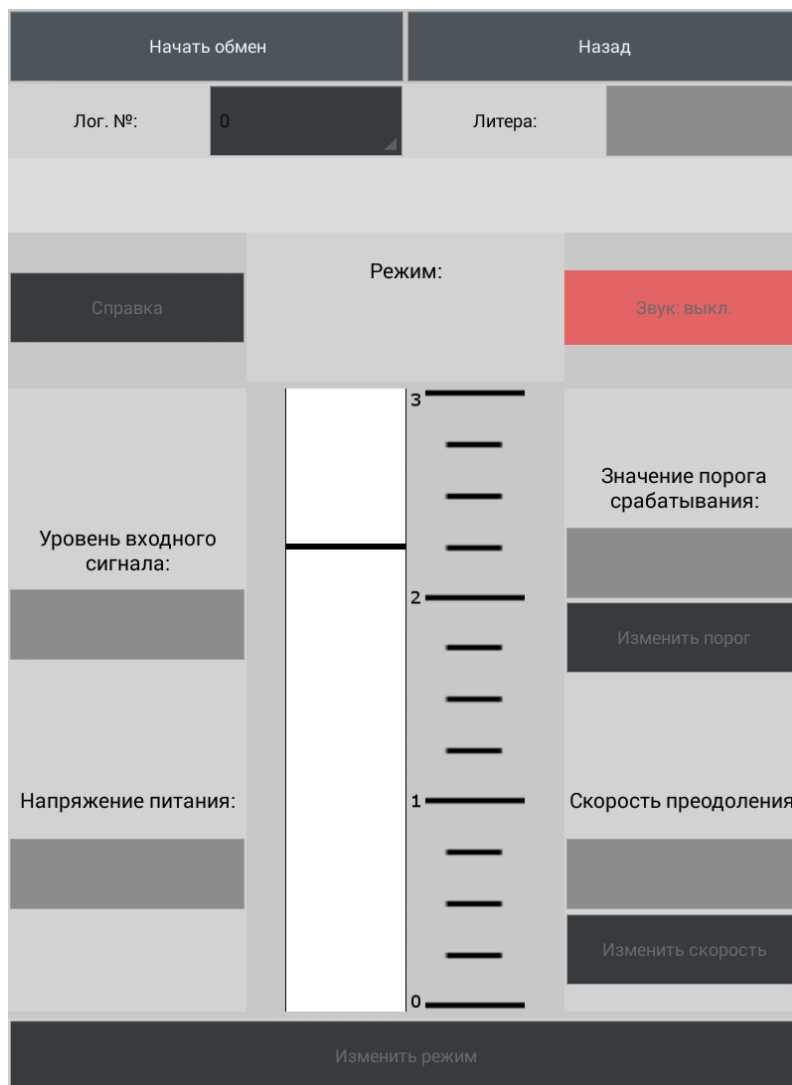 Начать обмен
Назад
Лог. №:
0
Литера:
Режим:
Справка
Звук: выкл.
3
Значение порога
срабатывания:
Уровень входного
сигнала:
2
Изменить порог
Напряжение питания:
1
Скорость преодоления
Изменить скорость
0
Изменить режим